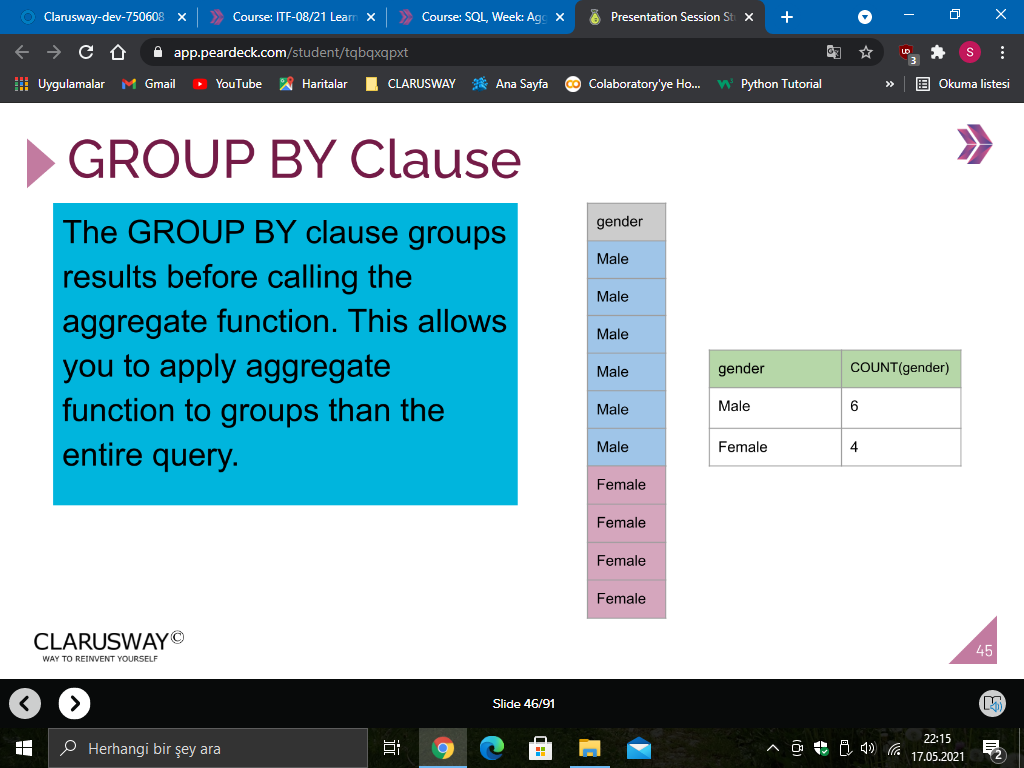 Clarusway-dev-750608
Course: ITF-08/21 Learn
Course: SQL, Week: Agg
Presentation Session St
app.peardeck.com/student/tqbqxqpxt
3
S
Uygulamalar
Gmail
YouTube
Haritalar
CLARUSWAY
Ana Sayfa
Colaboratory'ye Ho...
Python Tutorial
»
Okuma listesi
GROUP BY Clause
The GROUP BY clause groups
results before calling the
aggregate function. This allows
you to apply aggregate
function to groups than the
entire query.
gender
Male
Male
Male
Male
Male
Male
Female
Female
Female
Female
gender COUNT(gender)
Male 6
Female 4
CLARUSWAY©
WAY TO REINVENT YOURSELF
45
Slide 46/91
Herhangi bir şey ara
22:15
17.05.2021
2